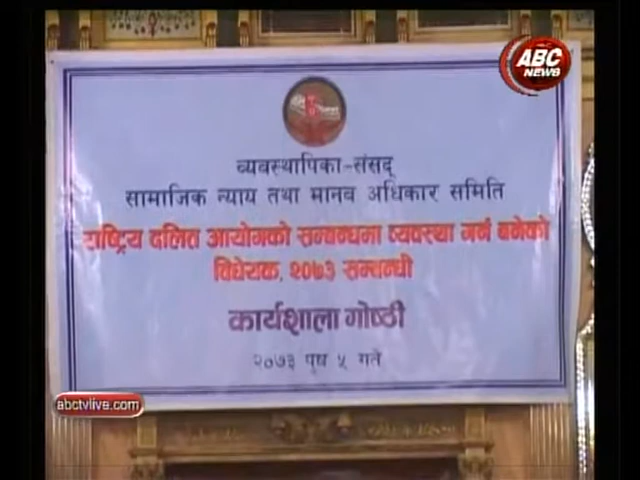 ABC
NEWS
व्यवस्थापिका-संसद्
सामाजिक न्याय तथा मानव अधिकार समिति
राष्ट्रिय दलित आयोगको सम्बन्धमा व्यवस्था गर्न बनेको
विधेयक, २०७३ सम्बन्धी
कार्यशाला गोष्ठी
२०७३ पुष ५ गते
abctvlive.com